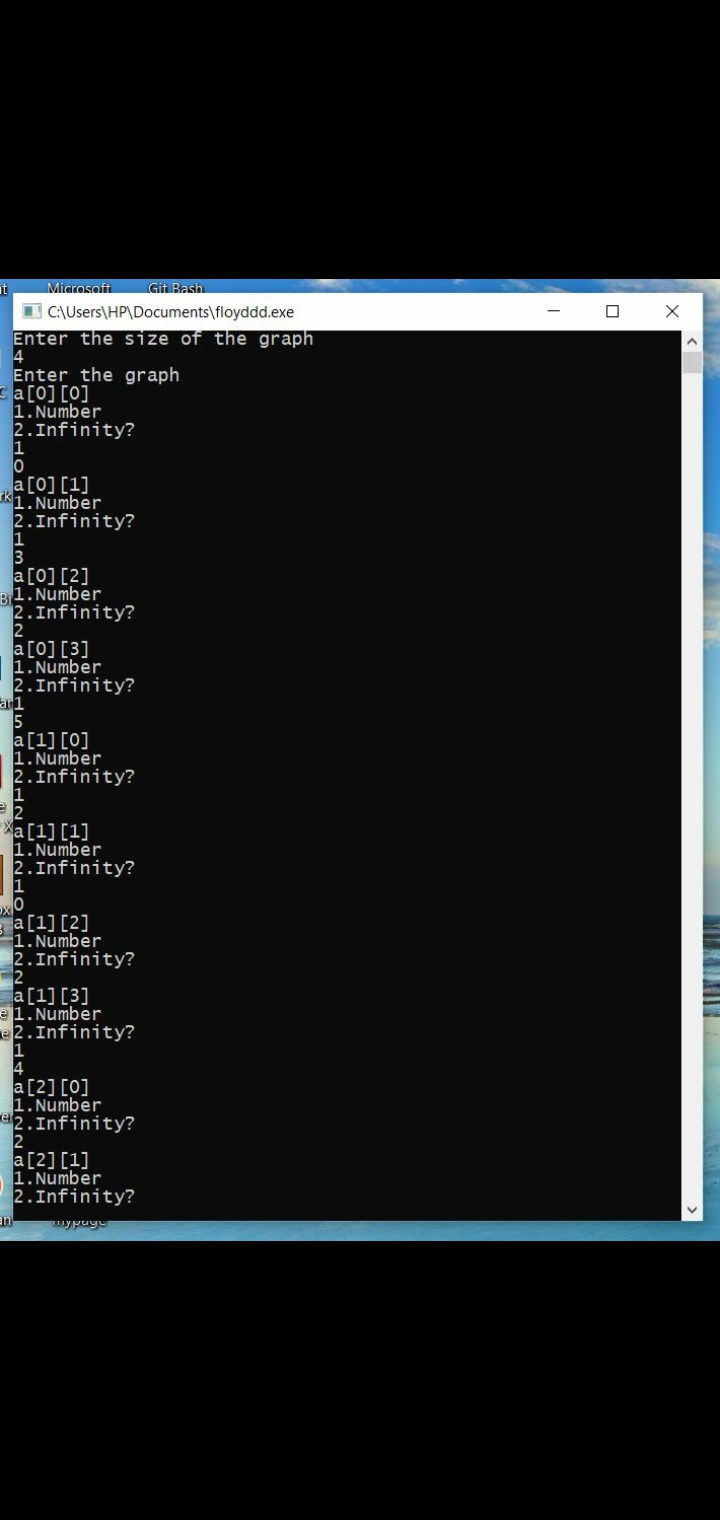 Microsoft
Git Bash
C:\Users\HP\Documents\floyddd.exe
Enter the size of the graph
4
Enter the graph
a[0][0]
1.Number
2.Infinity?
1
0
a[0][1]
1.Number
2.Infinity?
1
3
a[0][2]
1.Number
2.Infinity?
2
a[0][3]
1.Number
2.Infinity?
1
5
a[1][0]
1.Number
2.Infinity?
1
2
a[1][1]
1.Number
2.Infinity?
1
0
a[1][2]
1.Number
2.Infinity?
2
a[1][3]
1.Number
2.Infinity?
1
4
a[2][0]
1.Number
2.Infinity?
2
a[2][1]
1.Number
2.Infinity?
mypage